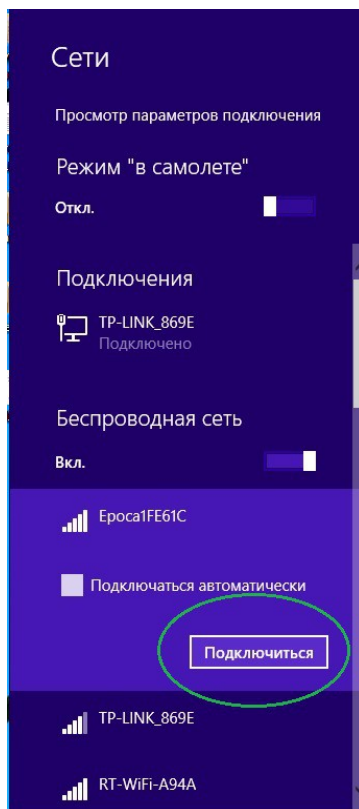 Сети
Просмотр параметров подключения
Режим "в самолете"
Откл.
Подключения
TP-LINK_869E
Подключено
Беспроводная сеть
Вкл.
Epoca1FE61C
Подключаться автоматически
Подключиться
TP-LINK_869E
RT-WiFi-A94A